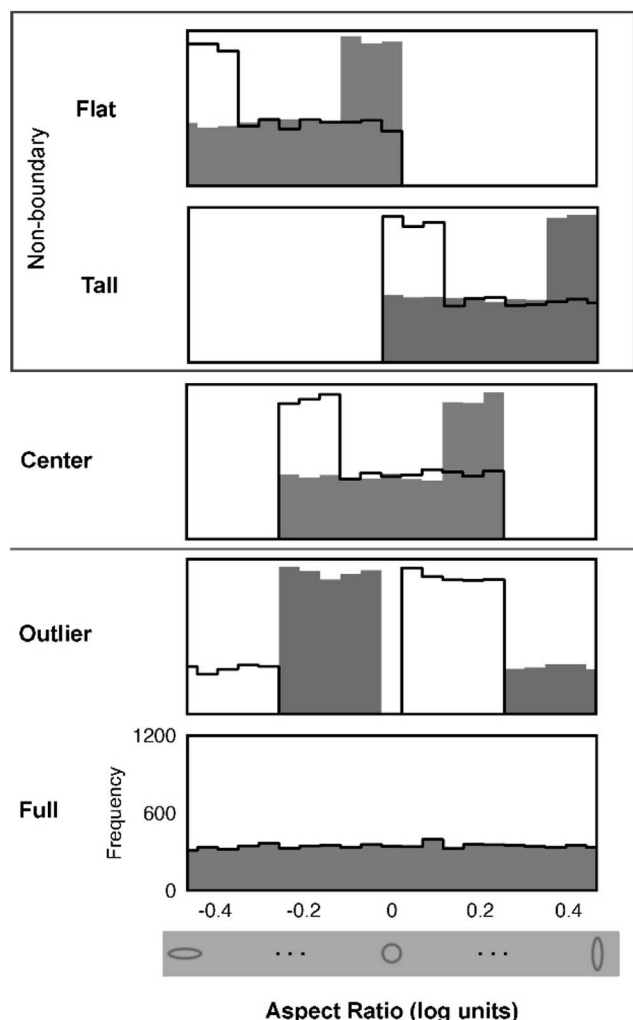 Non-boundary
Flat
Tall
Center
Outlier
Full
Frequency
1200
600
0
-0.4 -0.2 0 0.2 0.4
... ...
Aspect Ratio (log units)